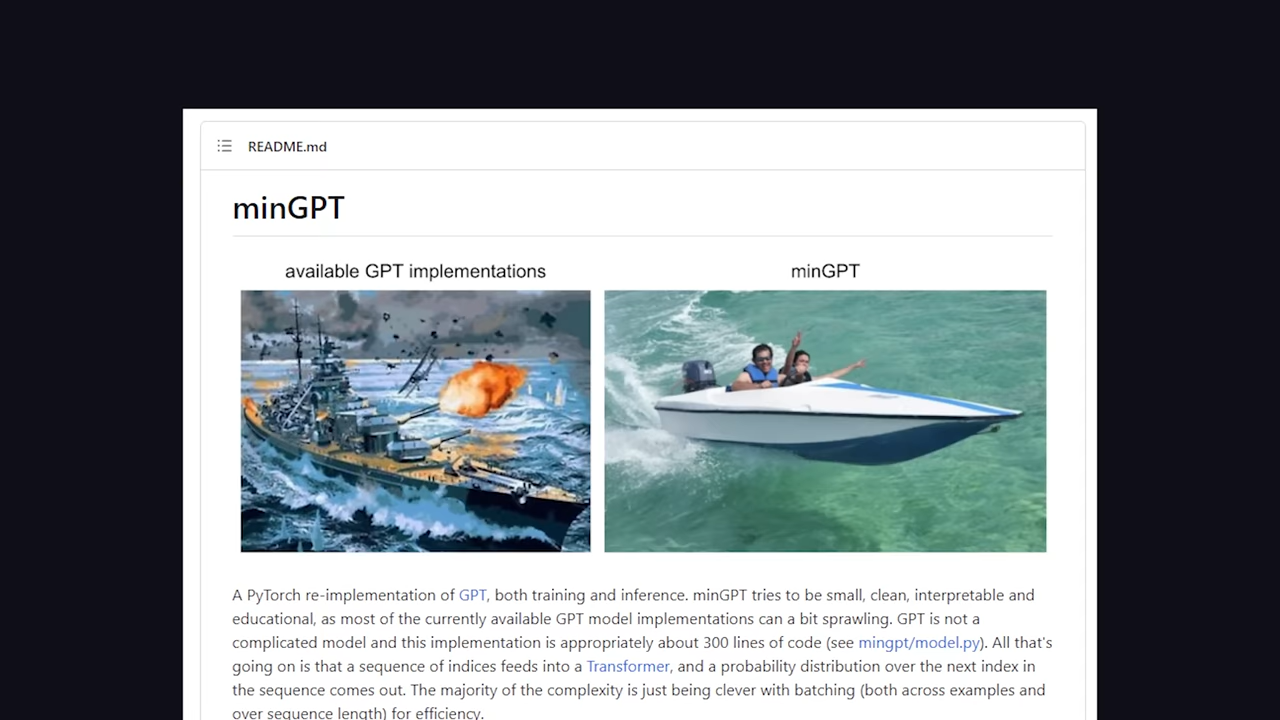 README.md
minGPT
available GPT implementations
minGPT
A PyTorch re-implementation of GPT, both training and inference. minGPT tries to be small, clean, interpretable and
educational, as most of the currently available GPT model implementations can a bit sprawling. GPT is not a
complicated model and this implementation is appropriately about 300 lines of code (see mingpt/model.py). All that's
going on is that a sequence of indices feeds into a Transformer, and a probability distribution over the next index in
the sequence comes out. The majority of the complexity is just being clever with batching (both across examples and
over sequence length) for efficiency.